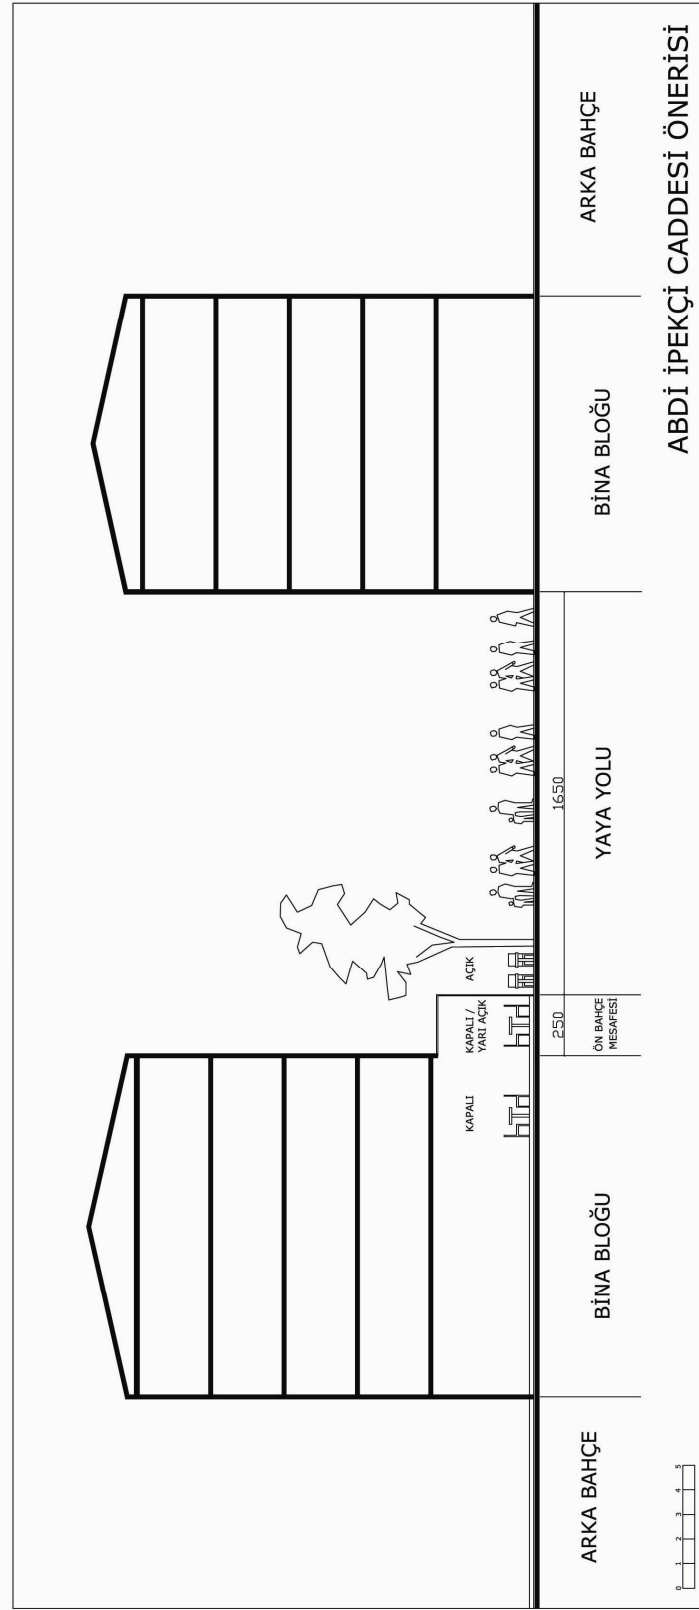 KAPALI
KAPALI /
YARI AÇIK
AÇIK
250
1650
ARKA BAHÇE
BİNA BLOĞU
ÖN BAHÇE
MESAFESİ
YAYA YOLU
BİNA BLOĞU
ARKA BAHÇE
0 1 2 3 4 5
ABDİ İPEKÇİ CADDESİ ÖNERİSİ